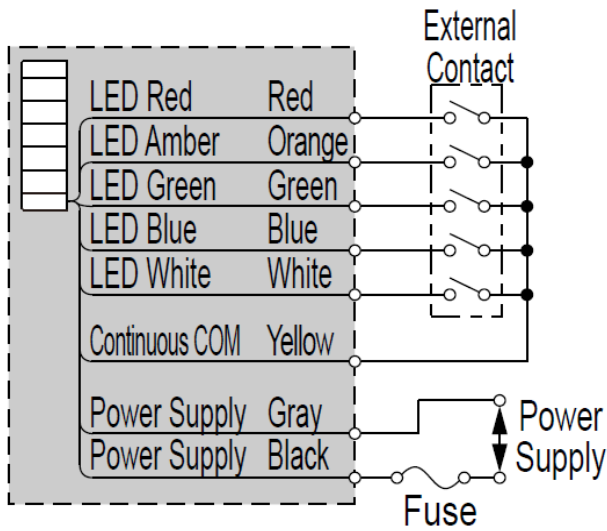 External
Contact
LED Red Red
LED Amber Orange
LED Green Green
LED Blue Blue
LED White White
Continuous COM Yellow
Power Supply Gray
Power Supply Black
Power
Supply
Fuse